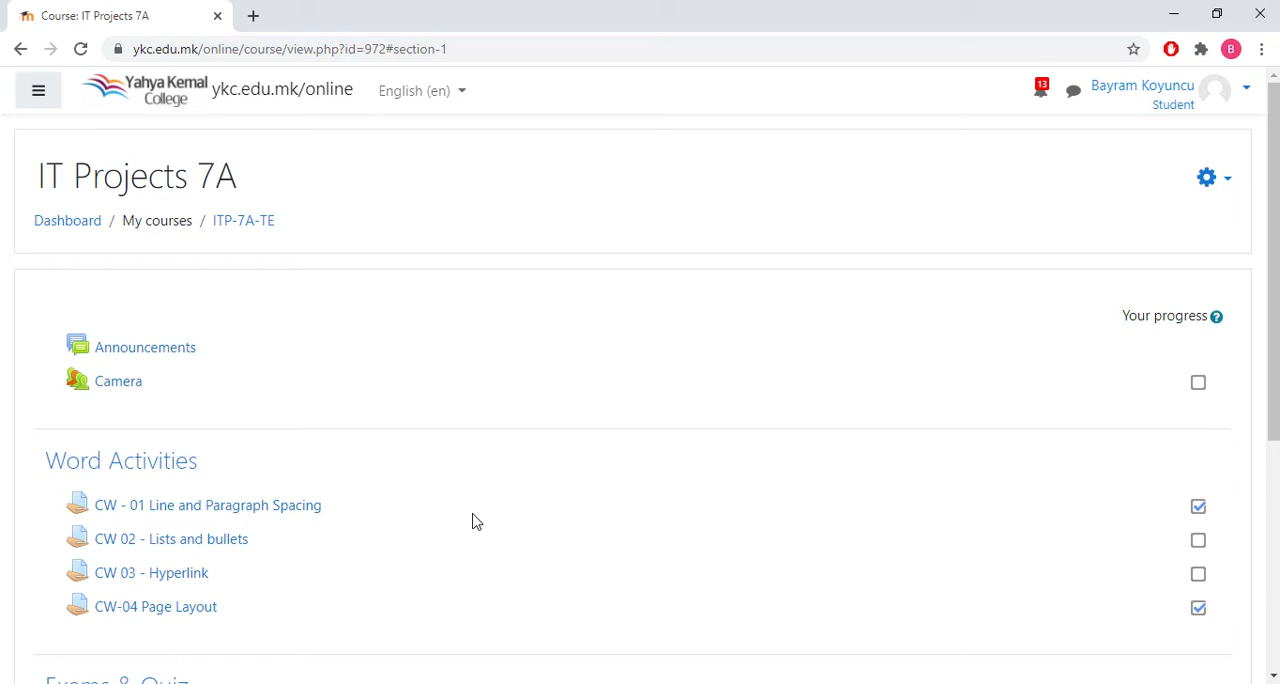 Course: IT Projects 7A
ykc.edu.mk/online/course/view.php?id=972#section-1
B
Yahya Kemal
College
ykc.edu.mk/online
English (en)
13
Bayram Koyuncu
Student
IT Projects 7A
Dashboard / My courses / ITP-7A-TE
Your progress
Announcements
Camera
Word Activities
CW - 01 Line and Paragraph Spacing
CW 02 - Lists and bullets
CW 03 - Hyperlink
CW-04 Page Layout
Exams & Quiz